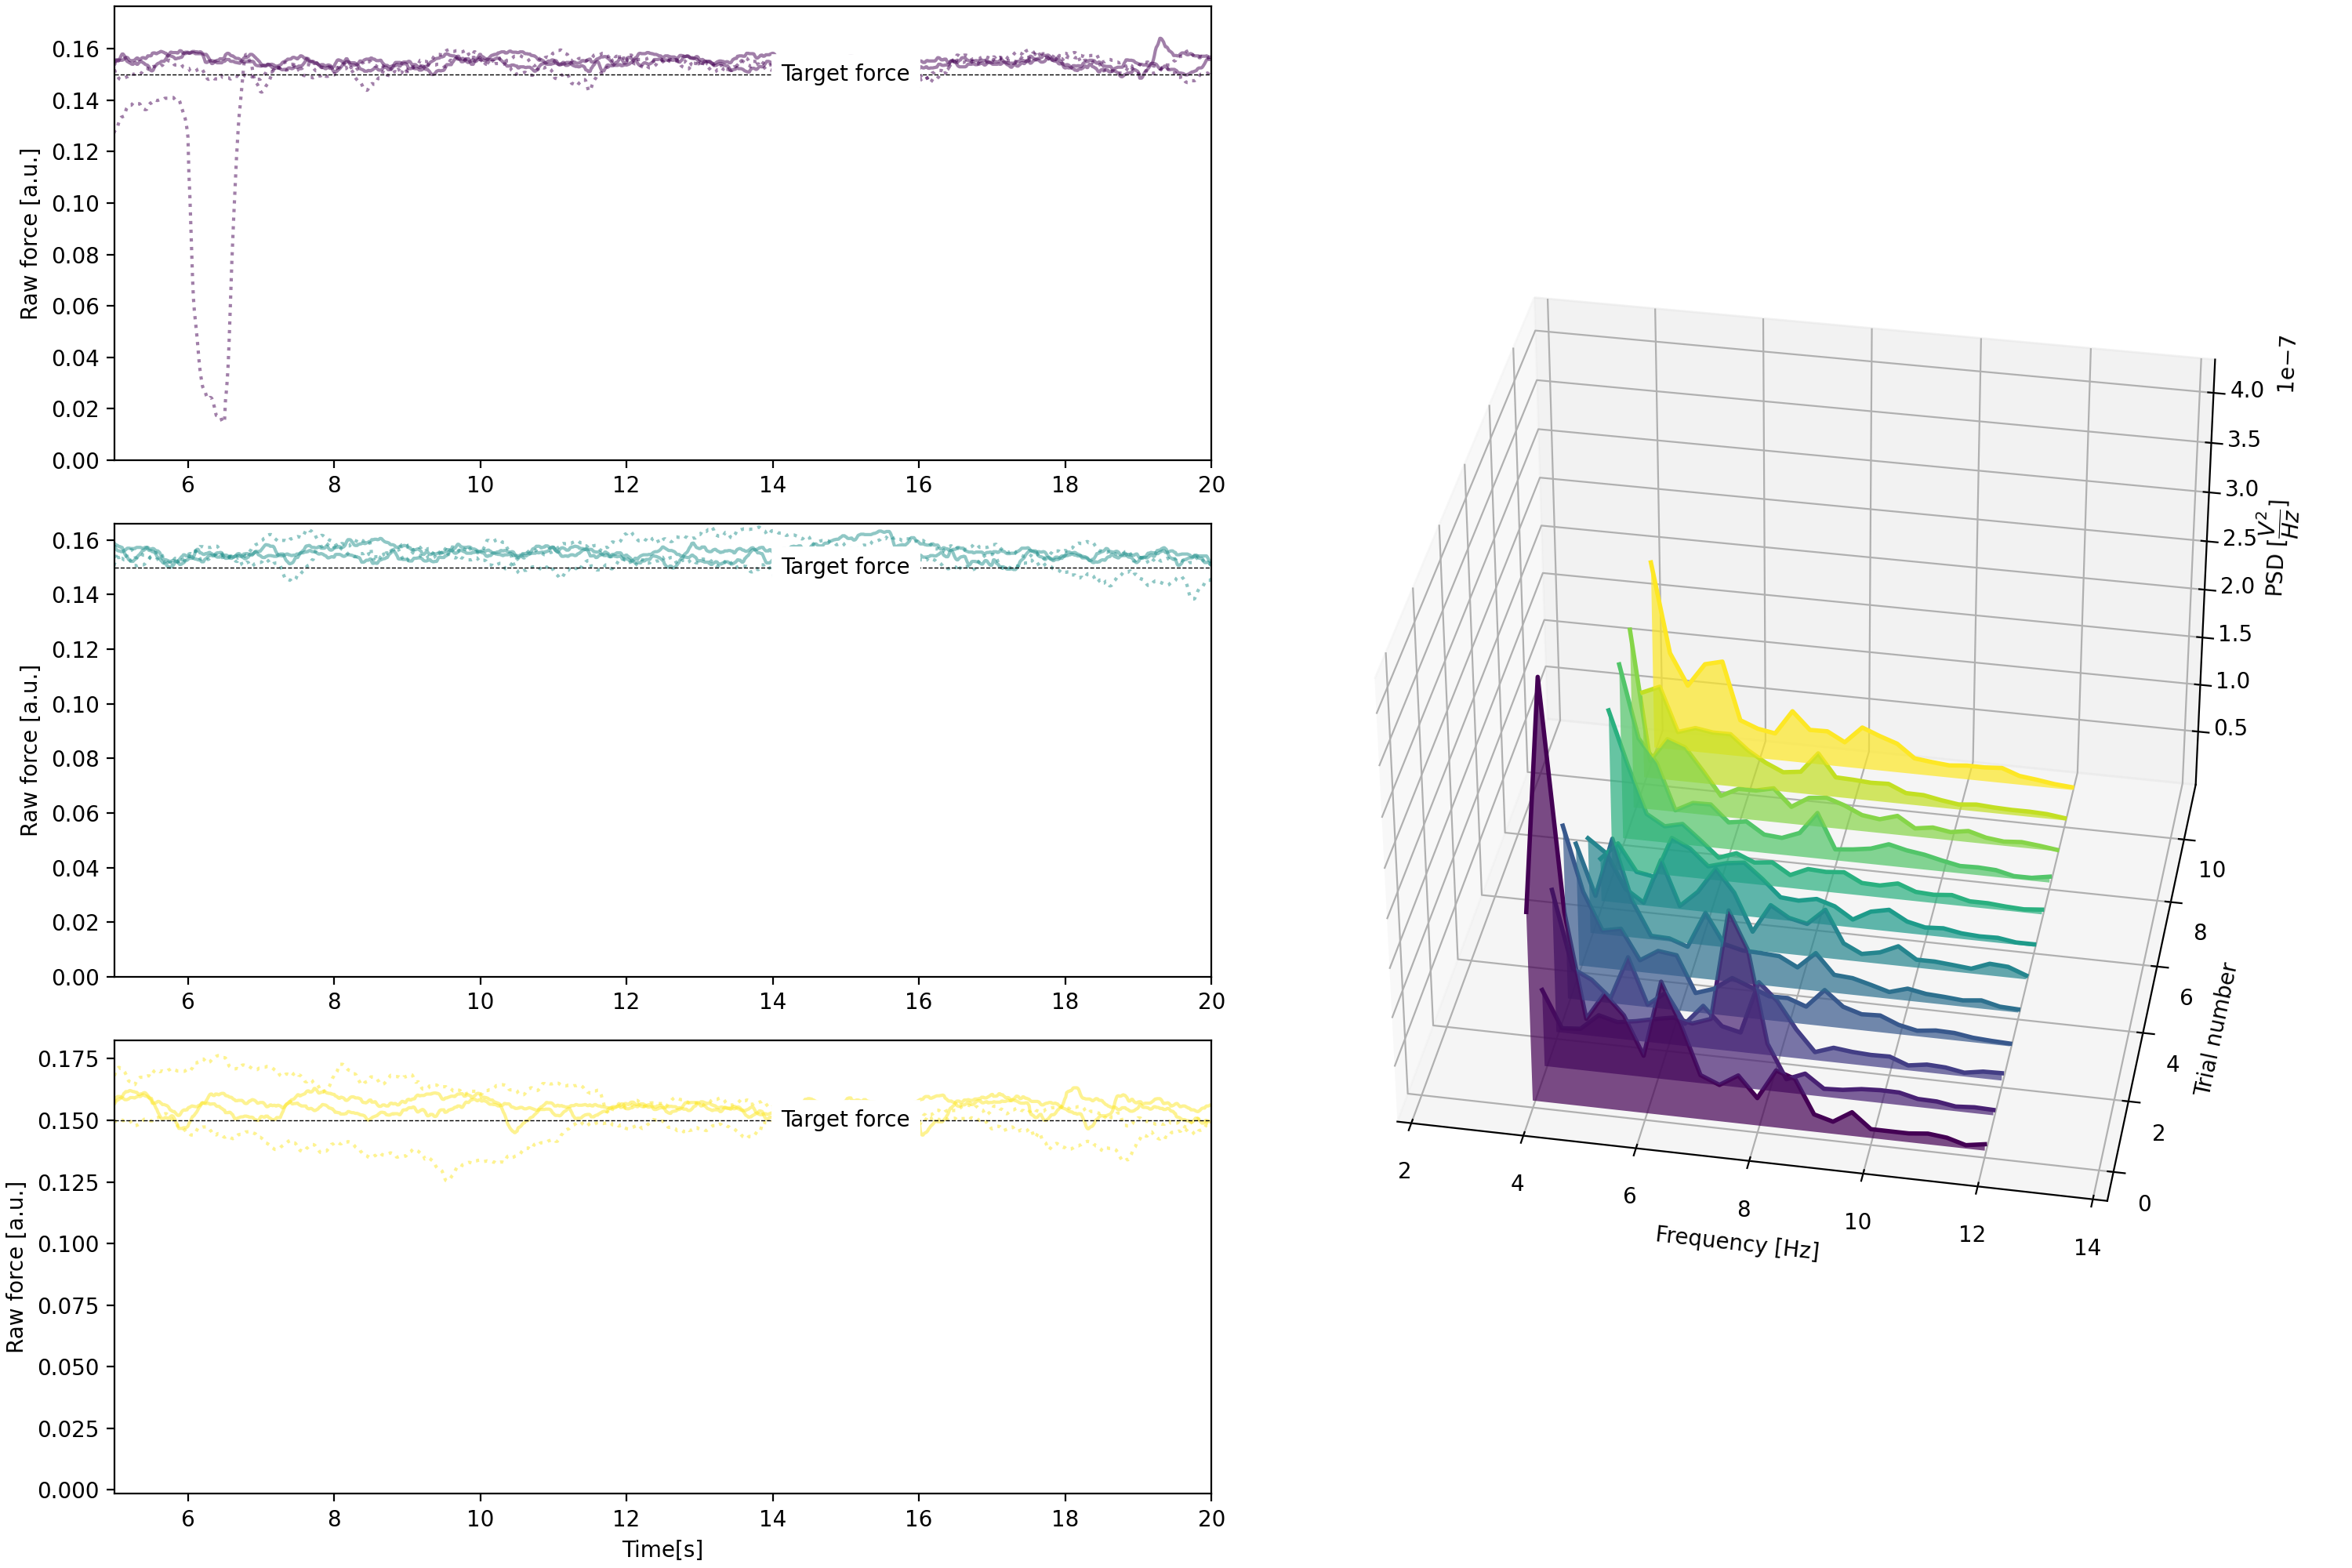 Raw force [a.u.]
0.16
0.14
0.12
0.10
0.08
0.06
0.04
0.02
0.00
Target force
6 8 10 12 14 16 18 20
Raw force [a.u.]
0.16
0.14
0.12
0.10
0.08
0.06
0.04
0.02
0.00
Target force
6 8 10 12 14 16 18 20
Raw force [a.u.]
0.175
0.150
0.125
0.100
0.075
0.050
0.025
0.000
Target force
6 8 10 12 14 16 18 20
Time[s]
1e−7
4.0
3.5
3.0
2.5
2.0
1.5
1.0
0.5
PSD [V²/Hz]
10
8
6
4
2
0
Trial number
2 4 6 8 10 12 14
Frequency [Hz]